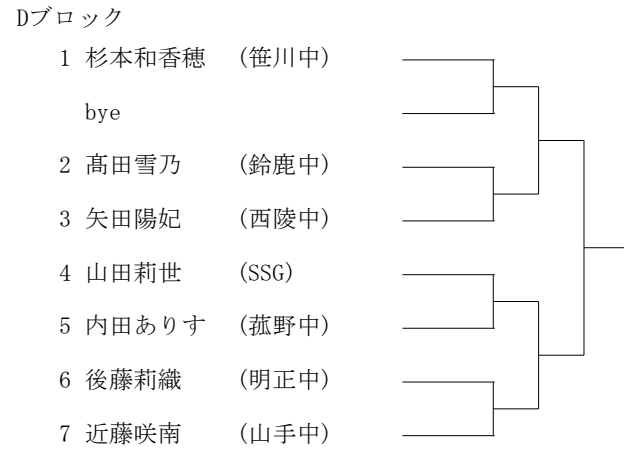 Dブロック
1 杉本和香穂 (笹川中)
bye
2 髙田雪乃 (鈴鹿中)
3 矢田陽妃 (西陵中)
4 山田莉世 (SSG)
5 内田ありす (菰野中)
6 後藤莉織 (明正中)
7 近藤咲南 (山手中)